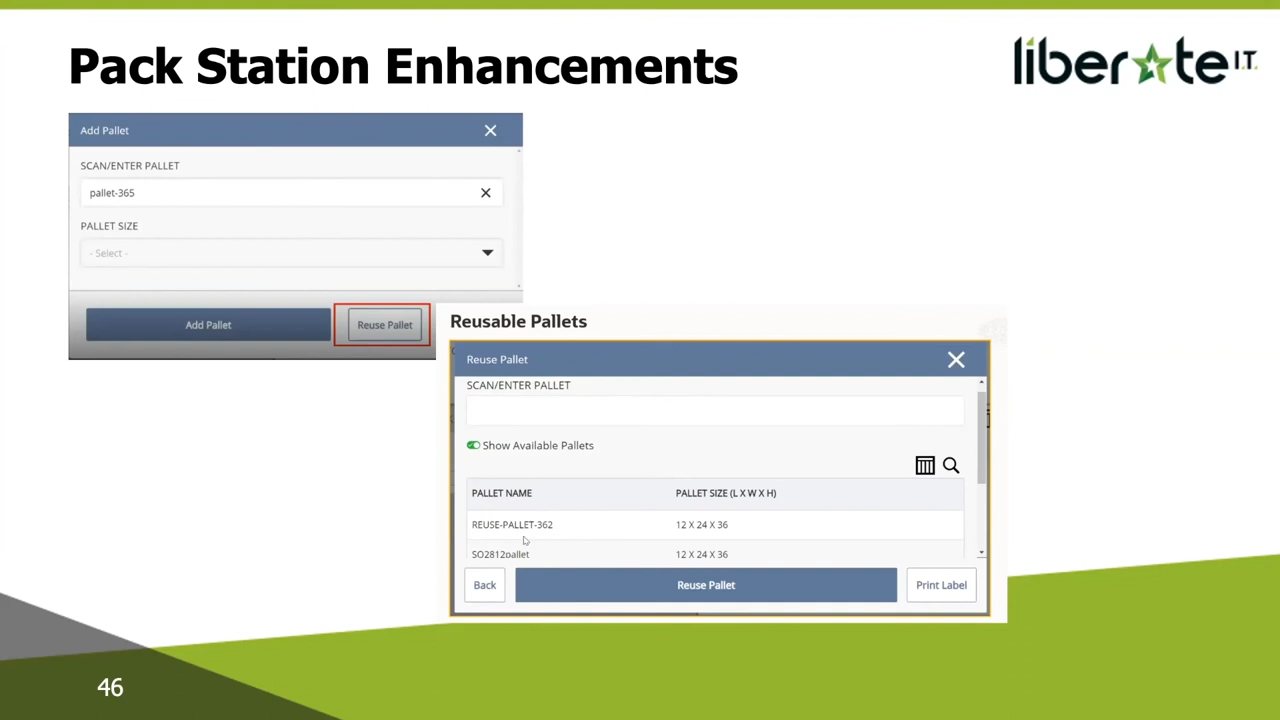 Pack Station Enhancements
liberate I.T.
Add Pallet
SCAN/ENTER PALLET
pallet-365
PALLET SIZE
- Select -
Add Pallet
Reuse Pallet
Reusable Pallets
Reuse Pallet
SCAN/ENTER PALLET
Show Available Pallets
PALLET NAME
PALLET SIZE (L X W X H)
REUSE-PALLET-362
12 X 24 X 36
SO2812pallet
12 X 24 X 36
Back
Reuse Pallet
Print Label
46